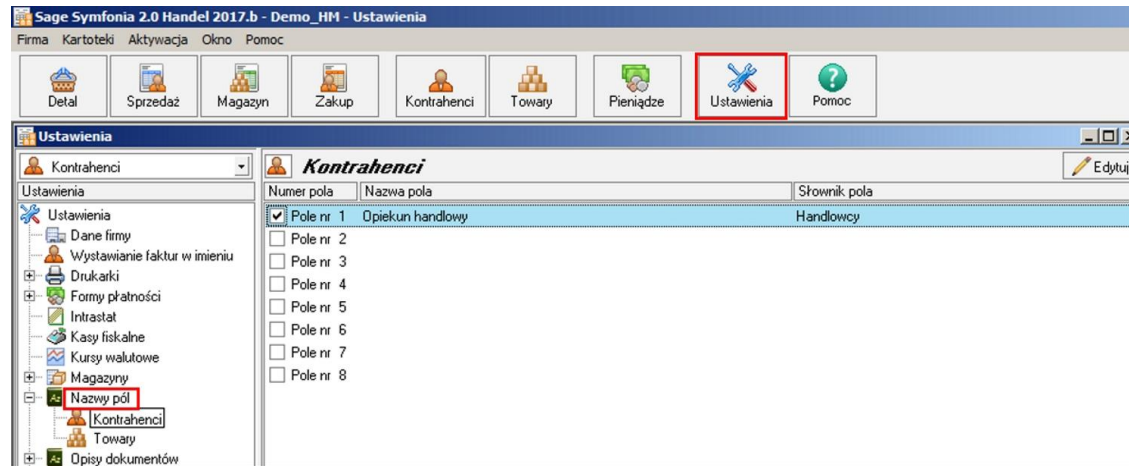 Sage Symfonia 2.0 Handel 2017.b - Demo_HM - Ustawienia
Firma Kartoteki Aktywacja Okno Pomoc
Detal Sprzedaż Magazyn Zakup Kontrahenci Towary Pieniądze Ustawienia Pomoc
Ustawienia
Kontrahenci
Kontrahenci
Edytuj
Ustawienia
Numer pola Nazwa pola Słownik pola
Ustawienia
Pole nr 1 Opiekun handlowy Handlowcy
Dane firmy
Pole nr 2
Wystawianie faktur w imieniu
Pole nr 3
Drukarki
Pole nr 4
Formy płatności
Pole nr 5
Intrastat
Pole nr 6
Kasy fiskalne
Pole nr 7
Kursy walutowe
Pole nr 8
Magazyny
Nazwy pól
Kontrahenci
Towary
Opisy dokumentów